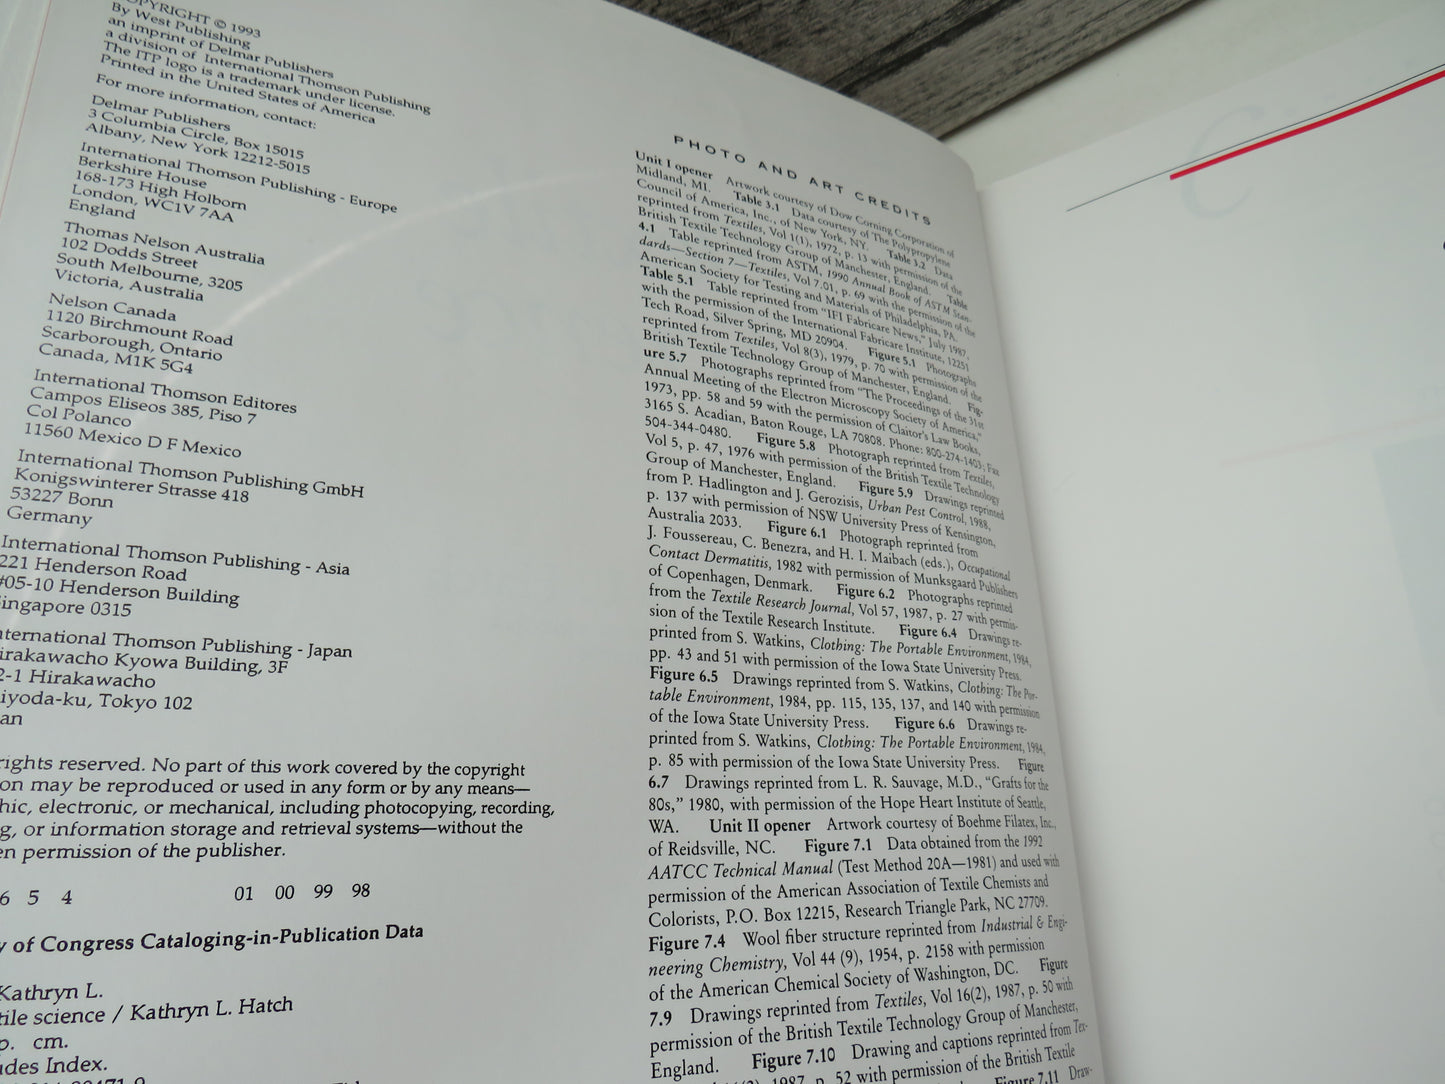 COPYRIGHT © 1993
By West Publishing
an imprint of Delmar Publishers
a division of International Thomson Publishing
The ITP logo is a trademark under license.
Printed in the United States of America
For more information, contact:
Delmar Publishers
3 Columbia Circle, Box 15015
Albany, New York 12212-5015
International Thomson Publishing - Europe
Berkshire House
168-173 High Holborn
London, WC1V 7AA
England
Thomas Nelson Australia
102 Dodds Street
South Melbourne, 3205
Victoria, Australia
Nelson Canada
1120 Birchmount Road
Scarborough, Ontario
Canada, M1K 5G4
International Thomson Editores
Campos Eliseos 385, Piso 7
Col Polanco
11560 Mexico D F Mexico
International Thomson Publishing GmbH
Konigswinterer Strasse 418
53227 Bonn
Germany
International Thomson Publishing - Asia
221 Henderson Road
#05-10 Henderson Building
ingapore 0315
nternational Thomson Publishing - Japan
irakawacho Kyowa Building, 3F
2-1 Hirakawacho
iyoda-ku, Tokyo 102
an
rights reserved. No part of this work covered by the copyright
on may be reproduced or used in any form or by any means—
hic, electronic, or mechanical, including photocopying, recording,
g, or information storage and retrieval systems—without the
en permission of the publisher.
6 5 4 01 00 99 98
y of Congress Cataloging-in-Publication Data
Kathryn L.
tile science / Kathryn L. Hatch
p. cm.
udes Index.
PHOTO AND ART CREDITS
Unit I opener Artwork courtesy of Dow Corning Corporation of
Midland, MI. Table 3.1 Data courtesy of The Polypropylene
Council of America, Inc., of New York, NY. Table 3.2 Data
reprinted from Textiles, Vol 1(1), 1972, p. 13 with permission of the
British Textile Technology Group of Manchester, England. Table
4.1 Table reprinted from ASTM, 1990 Annual Book of ASTM Stan-
dards—Section 7—Textiles, Vol 7.01, p. 69 with the permission of the
American Society for Testing and Materials of Philadelphia, PA.
Table 5.1 Table reprinted from "IFI Fabricare News," July 1987,
with the permission of the International Fabricare Institute, 12251
Tech Road, Silver Spring, MD 20904. Figure 5.1 Photographs
reprinted from Textiles, Vol 8(3), 1979, p. 70 with permission of the
British Textile Technology Group of Manchester, England. Fig-
ure 5.7 Photographs reprinted from "The Proceedings of the 31st
Annual Meeting of the Electron Microscopy Society of America,"
1973, pp. 58 and 59 with the permission of Claitor's Law Books,
3165 S. Acadian, Baton Rouge, LA 70808. Phone: 800-274-1403; Fax
504-344-0480. Figure 5.8 Photograph reprinted from Textiles,
Vol 5, p. 47, 1976 with permission of the British Textile Technology
Group of Manchester, England. Figure 5.9 Drawings reprinted
from P. Hadlington and J. Gerozisis, Urban Pest Control, 1988,
p. 137 with permission of NSW University Press of Kensington,
Australia 2033. Figure 6.1 Photograph reprinted from
J. Foussereau, C. Benezra, and H. I. Maibach (eds.), Occupational
Contact Dermatitis, 1982 with permission of Munksgaard Publishers
of Copenhagen, Denmark. Figure 6.2 Photographs reprinted
from the Textile Research Journal, Vol 57, 1987, p. 27 with permis-
sion of the Textile Research Institute. Figure 6.4 Drawings re-
printed from S. Watkins, Clothing: The Portable Environment, 1984,
pp. 43 and 51 with permission of the Iowa State University Press.
Figure 6.5 Drawings reprinted from S. Watkins, Clothing: The Por-
table Environment, 1984, pp. 115, 135, 137, and 140 with permission
of the Iowa State University Press. Figure 6.6 Drawings re-
printed from S. Watkins, Clothing: The Portable Environment, 1984,
p. 85 with permission of the Iowa State University Press. Figure
6.7 Drawings reprinted from L. R. Sauvage, M.D., "Grafts for the
80s," 1980, with permission of the Hope Heart Institute of Seattle,
WA. Unit II opener Artwork courtesy of Boehme Filatex, Inc.,
of Reidsville, NC. Figure 7.1 Data obtained from the 1992
AATCC Technical Manual (Test Method 20A—1981) and used with
permission of the American Association of Textile Chemists and
Colorists, P.O. Box 12215, Research Triangle Park, NC 27709.
Figure 7.4 Wool fiber structure reprinted from Industrial & Engi-
neering Chemistry, Vol 44 (9), 1954, p. 2158 with permission
of the American Chemical Society of Washington, DC. Figure
7.9 Drawings reprinted from Textiles, Vol 16(2), 1987, p. 50 with
permission of the British Textile Technology Group of Manchester,
England. Figure 7.10 Drawing and captions reprinted from Tex-
1987, p. 52 with permission of the British Textile
Figure 7.11 Draw-